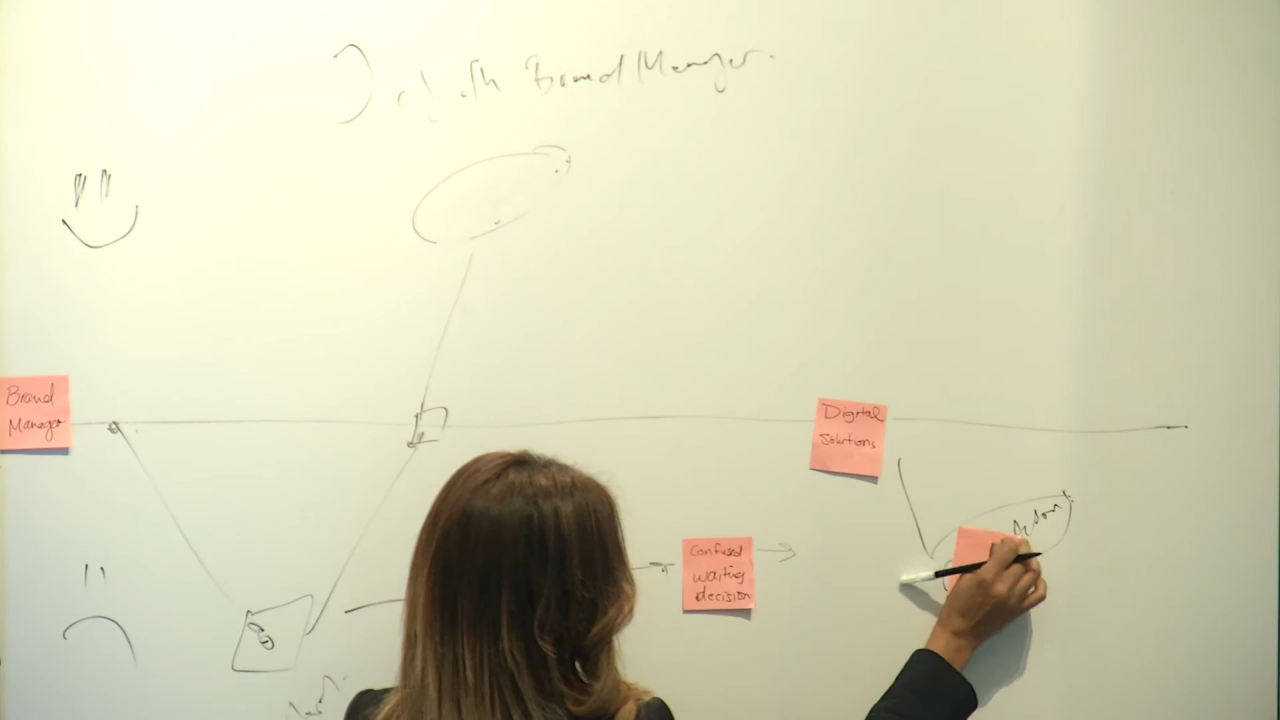 Brand Manager.
Brand
Manager
Digital
Solutions
Confused
waiting
decision